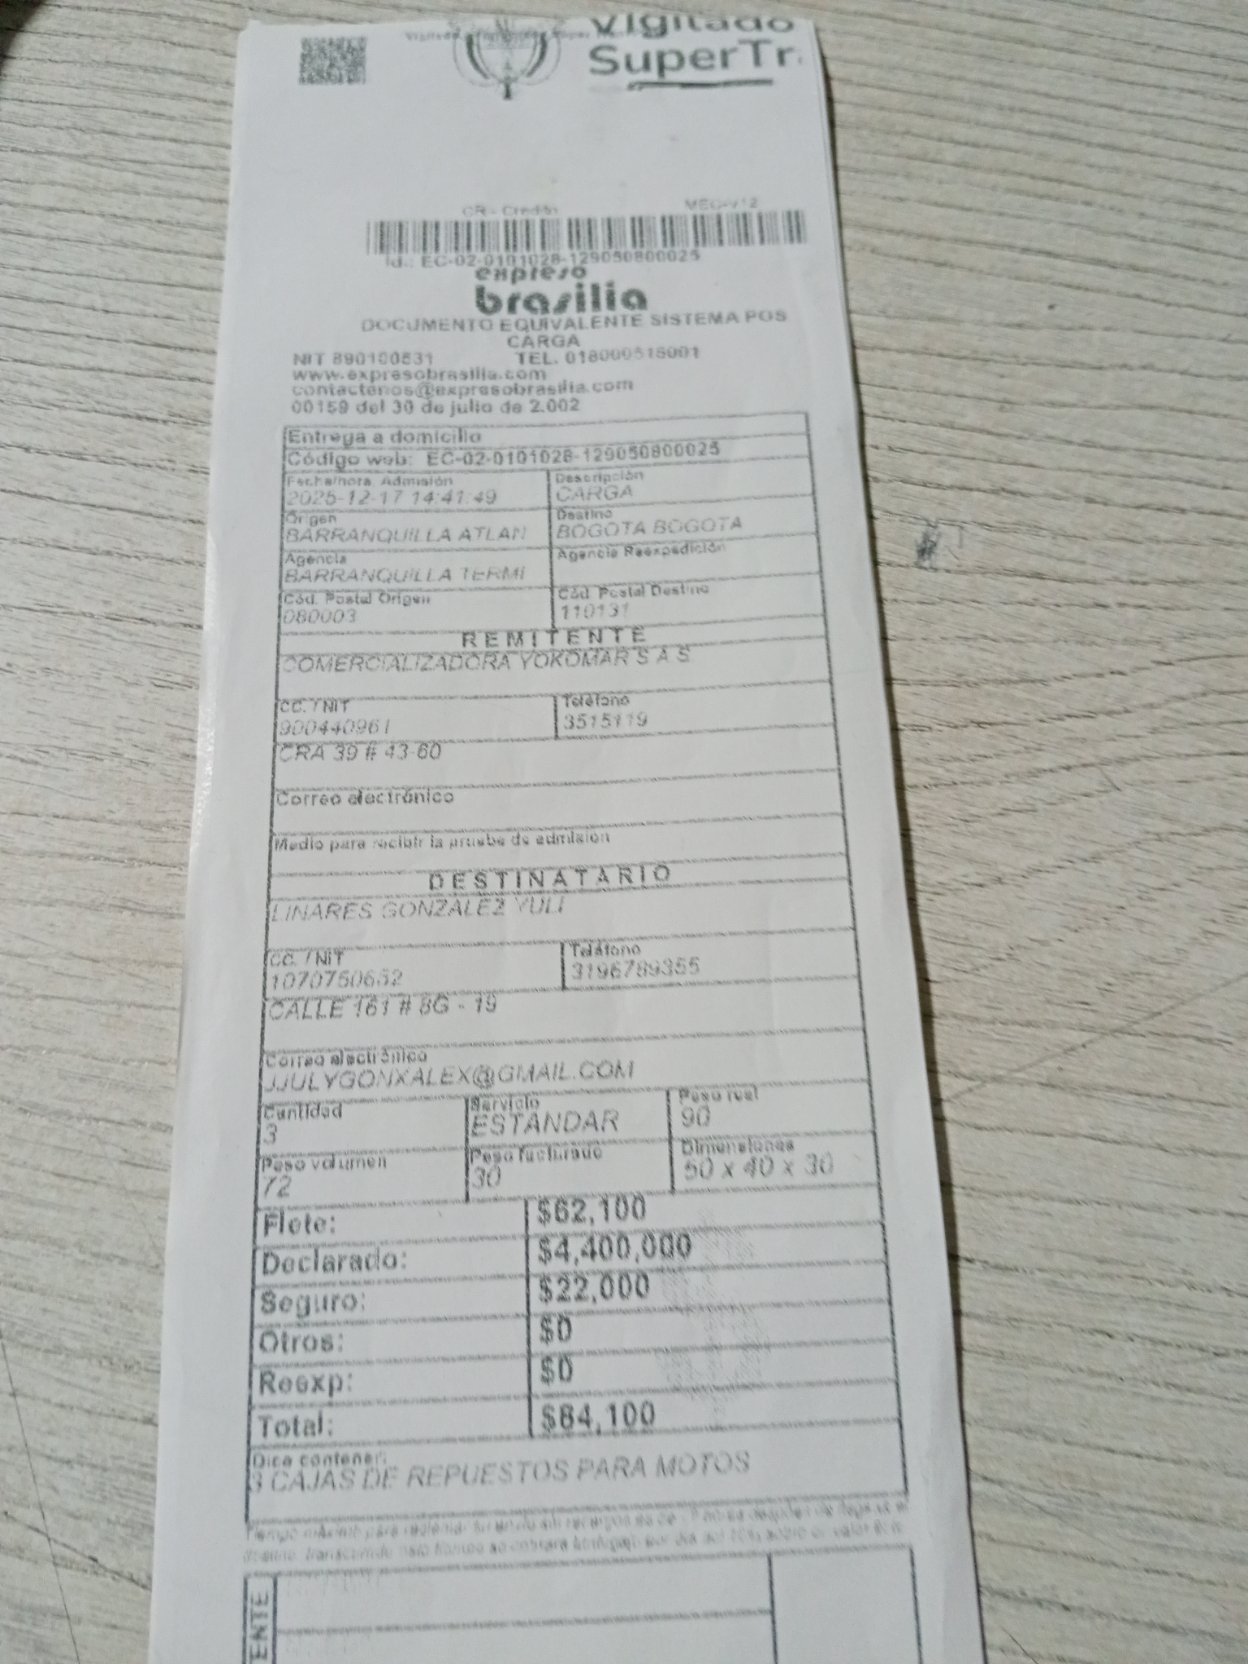 Vigilado
SuperTr
CR - Credito
Id.: EC-02-0101028-129050800025
expreso
brasilia
DOCUMENTO EQUIVALENTE SISTEMA POS
CARGA
NIT 890100531 TEL. 018000518001
www.expresobrasilia.com
contactenos@expresobrasilia.com
00159 del 30 de julio de 2.002
Entrega a domicilio
Código web: EC-02-0101028-129050800025
Fecha/hora Admisión Descripción
2025-12-17 14:41:49 CARGA
Origen Destino
BARRANQUILLA ATLAN BOGOTA BOGOTA
Agencia Agencia Reexpedición
BARRANQUILLA TERMI
Cód. Postal Origen Cód. Postal Destino
080003 110131
REMITENTE
COMERCIALIZADORA YOKOMAR S A S
CC. / NIT Teléfono
900440961 3515119
CRA 39 # 43-60
Correo electrónico
Medio para recibir la prueba de admisión
DESTINATARIO
LINARES GONZALEZ YULI
CC. / NIT Teléfono
1070750652 3196789355
CALLE 161 # 8G - 19
Correo electrónico
JJULYGONXALEX@GMAIL.COM
Cantidad Servicio Peso real
3 ESTANDAR 90
Peso volumen Peso facturado Dimensiones
72 30 50 x 40 x 30
Flete: $62,100
Declarado: $4,400,000
Seguro: $22,000
Otros: $0
Reexp: $0
Total: $84,100
Dice contener:
3 CAJAS DE REPUESTOS PARA MOTOS
ENTE